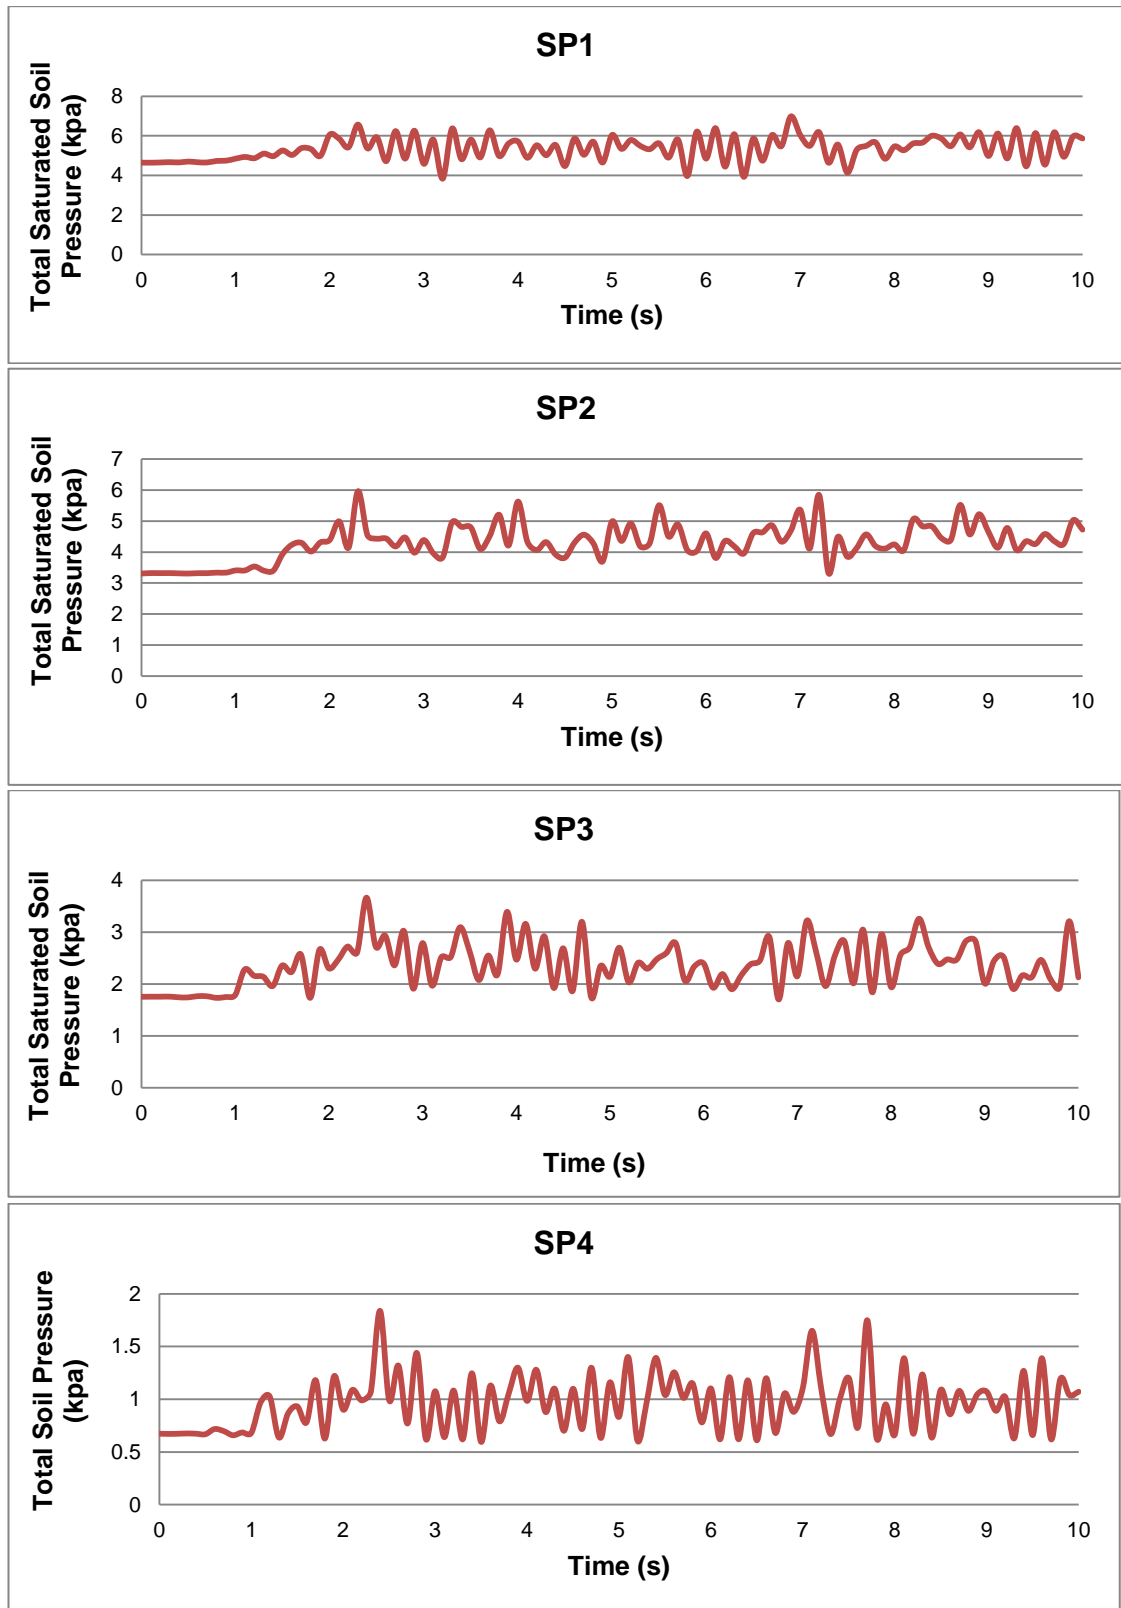 SP1
Total Saturated Soil
Pressure (kpa)
8
6
4
2
0
0 1 2 3 4 5 6 7 8 9 10
Time (s)
SP2
Total Saturated Soil
Pressure (kpa)
7
6
5
4
3
2
1
0
0 1 2 3 4 5 6 7 8 9 10
Time (s)
SP3
Total Saturated Soil
Pressure (kpa)
4
3
2
1
0
0 1 2 3 4 5 6 7 8 9 10
Time (s)
SP4
Total Soil Pressure
(kpa)
2
1.5
1
0.5
0
0 1 2 3 4 5 6 7 8 9 10
Time (s)